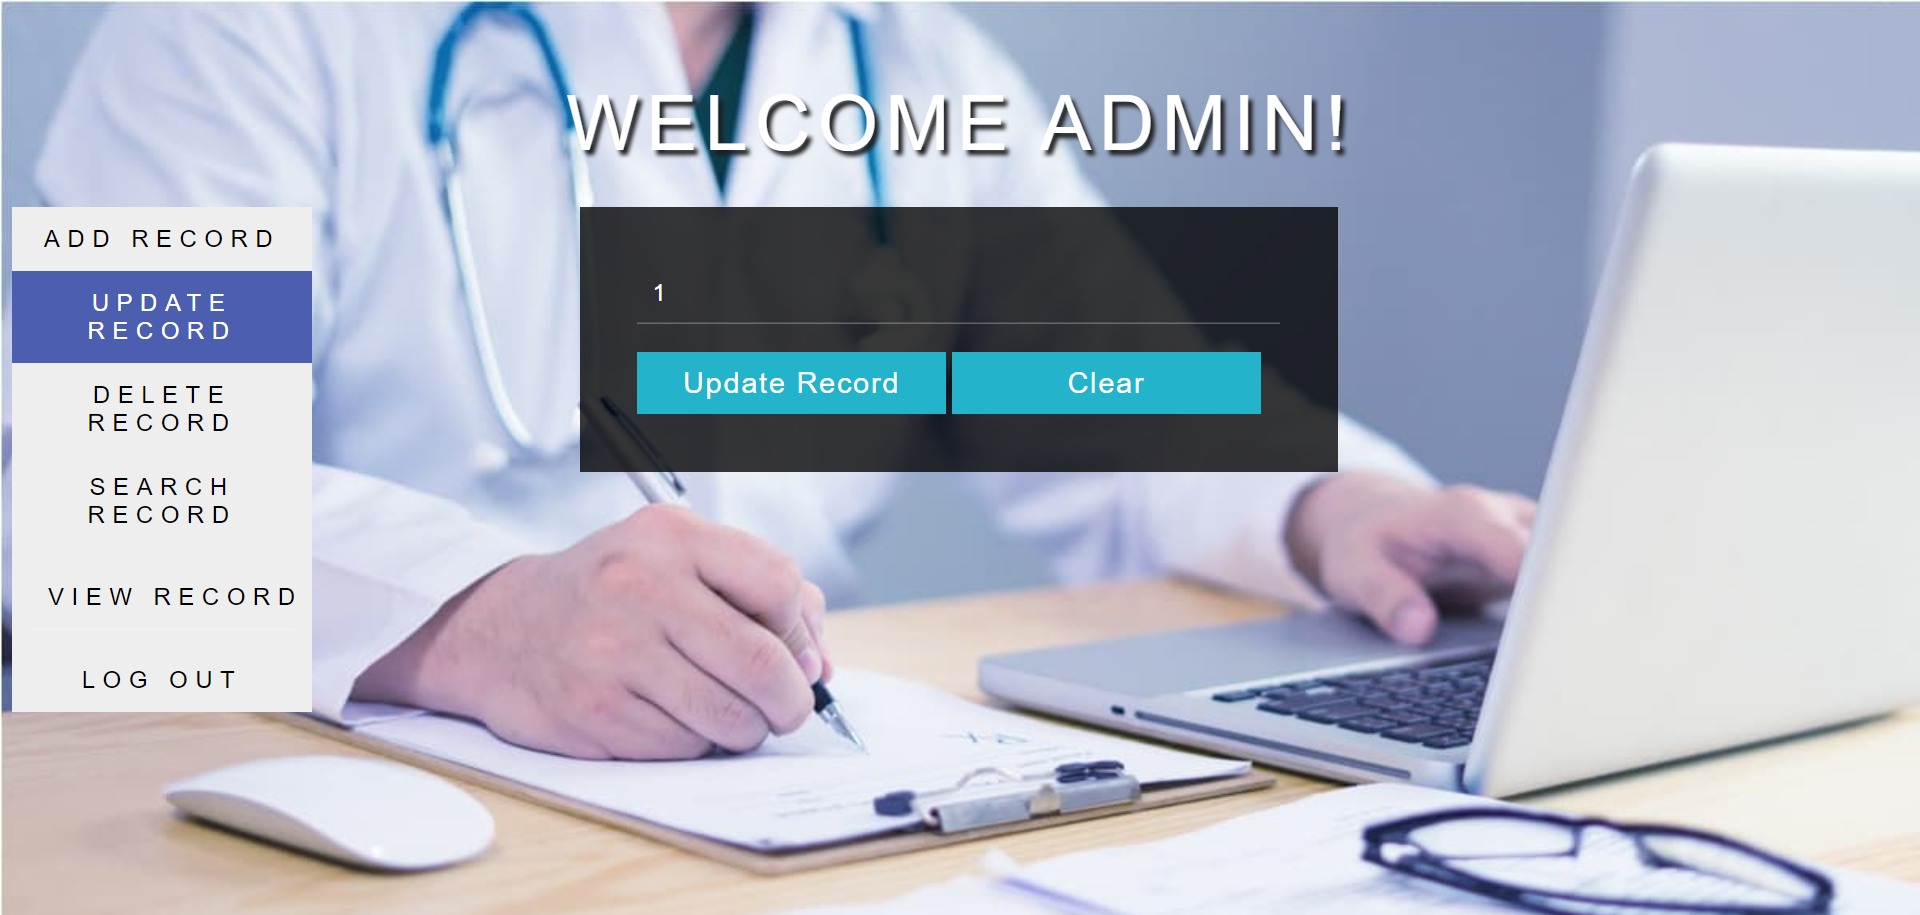 WELCOME ADMIN!
ADD RECORD
UPDATE
RECORD
DELETE
RECORD
SEARCH
RECORD
VIEW RECORD
LOG OUT
1
Update Record
Clear